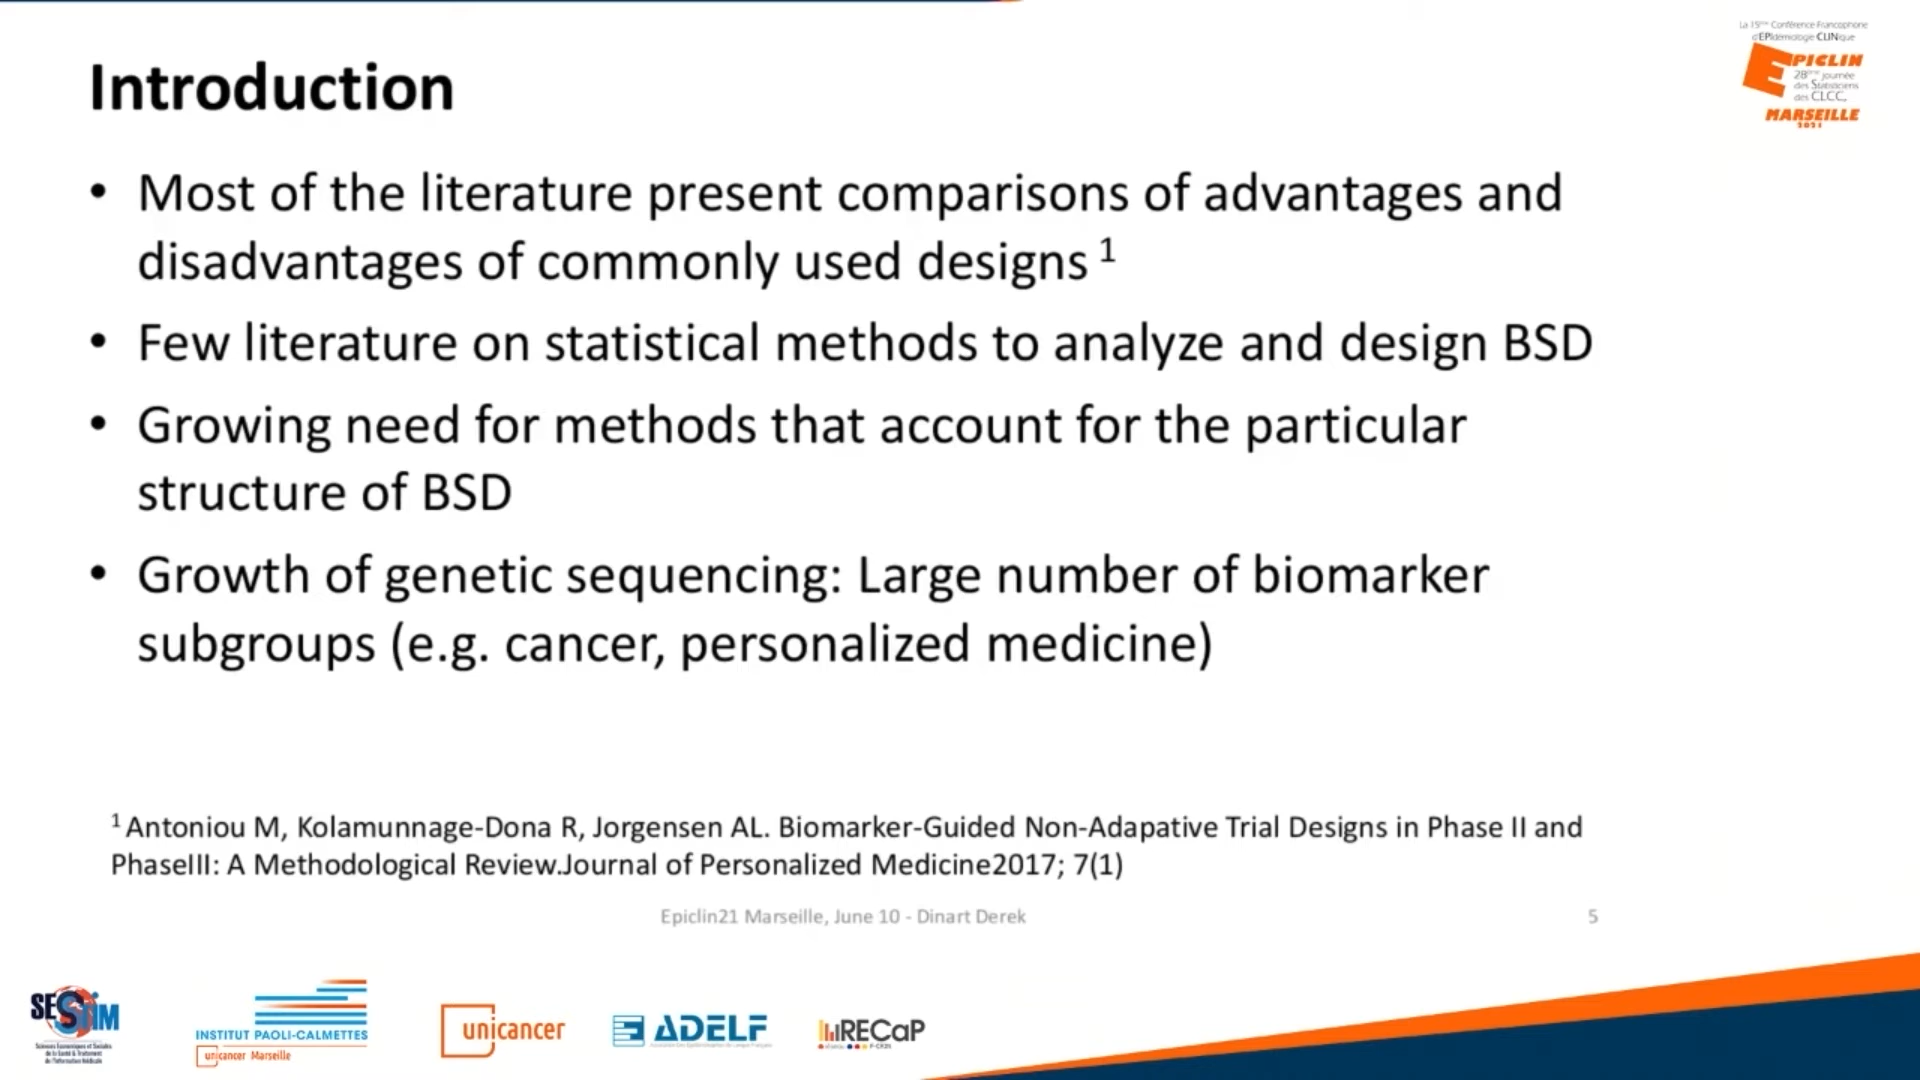 La 15ème Conférence Francophone
d'EPIdémiologie CLINique
EPICLIN
28ème journée
des Statisticiens
des CLCC,
MARSEILLE
2021
Introduction
• Most of the literature present comparisons of advantages and
disadvantages of commonly used designs 1
• Few literature on statistical methods to analyze and design BSD
• Growing need for methods that account for the particular
structure of BSD
• Growth of genetic sequencing: Large number of biomarker
subgroups (e.g. cancer, personalized medicine)
1 Antoniou M, Kolamunnage-Dona R, Jorgensen AL. Biomarker-Guided Non-Adapative Trial Designs in Phase II and
PhaseIII: A Methodological Review.Journal of Personalized Medicine2017; 7(1)
Epiclin21 Marseille, June 10 - Dinart Derek
5
SESSTIM
Sciences Economiques et Sociales
de la Santé & Traitement
de l'Information Médicale
INSTITUT PAOLI-CALMETTES
unicancer Marseille
unicancer
ADELF
RECaP
F-CRIN